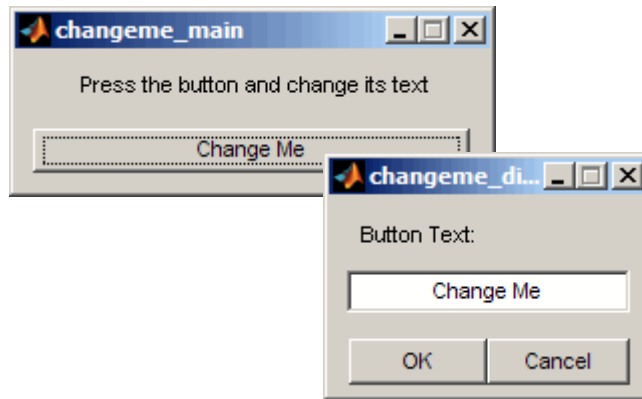 changeme_main
Press the button and change its text
Change Me
changeme_di...
Button Text:
Change Me
OK
Cancel